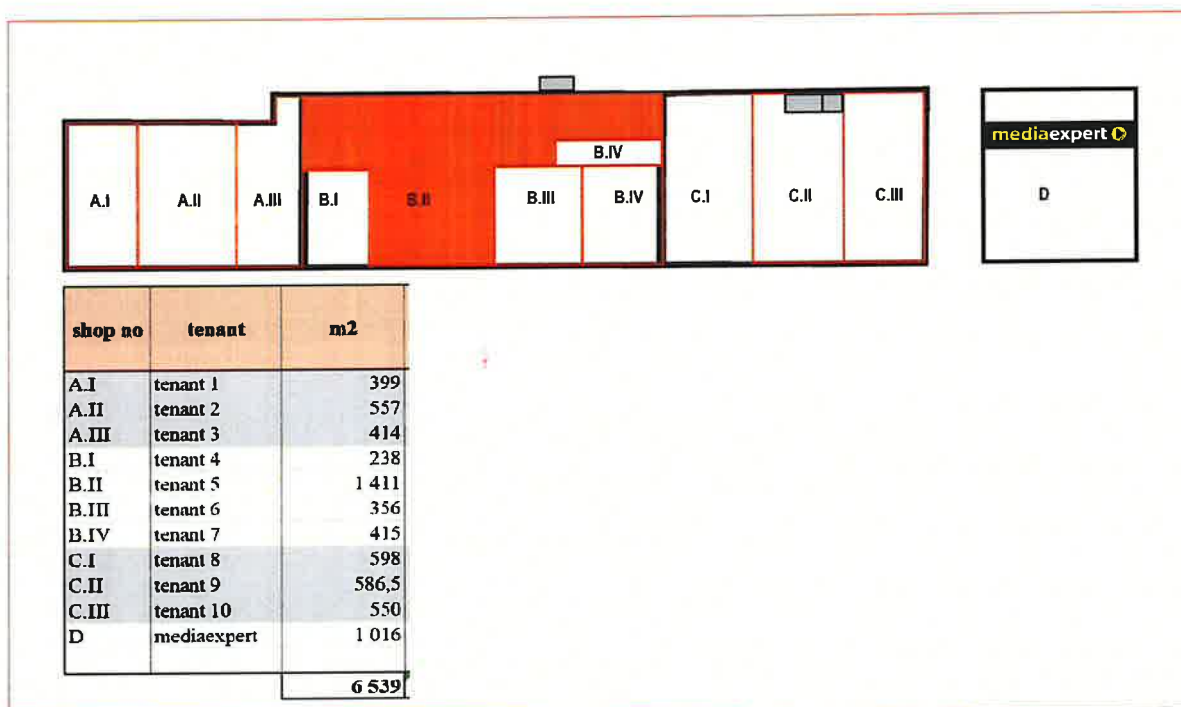 mediaexpert
B.IV
A.I A.II A.III B.I B.II B.III B.IV C.I C.II C.III D
shop no tenant m2
A.I tenant 1 399
A.II tenant 2 557
A.III tenant 3 414
B.I tenant 4 238
B.II tenant 5 1 411
B.III tenant 6 356
B.IV tenant 7 415
C.I tenant 8 598
C.II tenant 9 586,5
C.III tenant 10 550
D mediaexpert 1 016
6 539